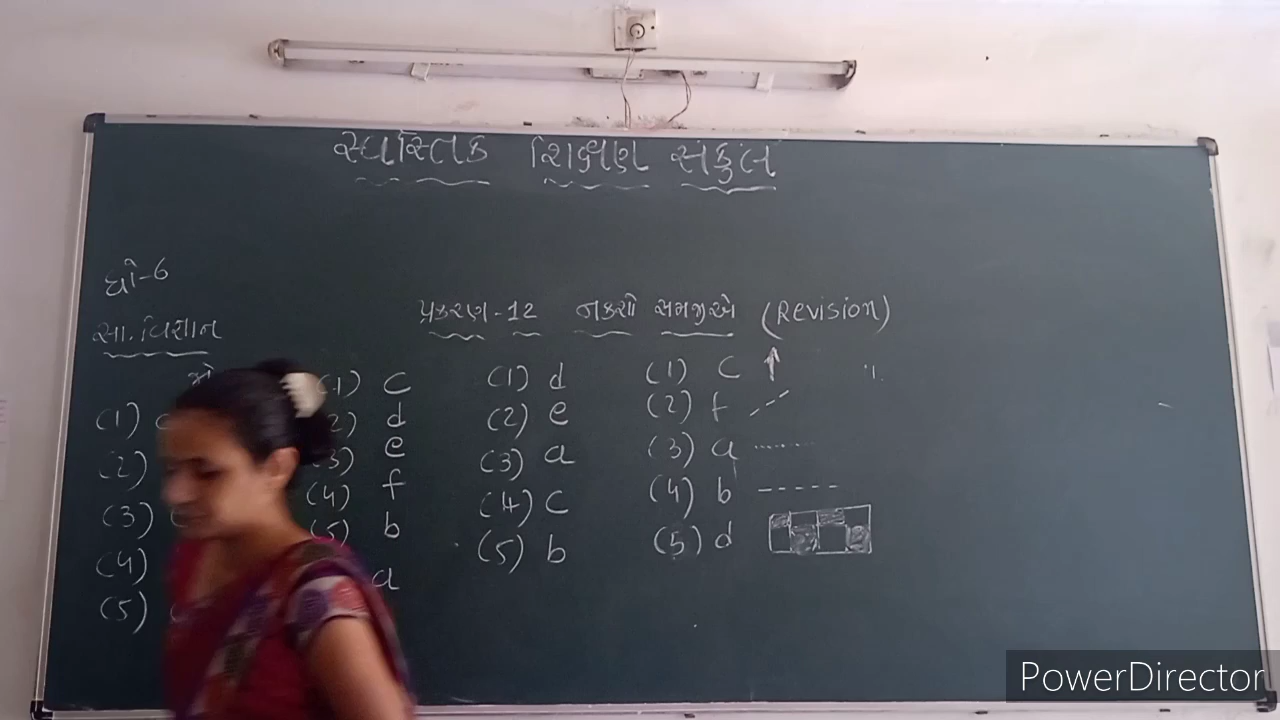 સ્વાસ્તિક શિક્ષણ સંકુલ
ધો-6
પ્રકરણ-12 નકશો સમજીએ (Revision)
સા.વિજ્ઞાન
(1) (1) c (1) d (1) c
(2) (2) d (2) e (2) f
(3) (3) e (3) a (3) a
(4) (4) f (4) c (4) b
(5) (5) b (5) b (5) d
a
PowerDirector